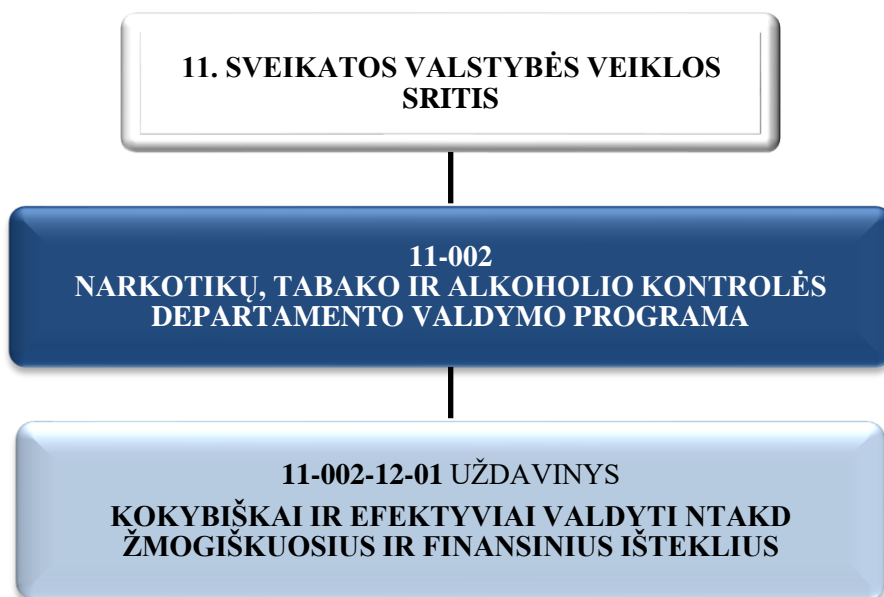 11. SVEIKATOS VALSTYBĖS VEIKLOS
SRITIS
11-002
NARKOTIKŲ, TABAKO IR ALKOHOLIO KONTROLĖS
DEPARTAMENTO VALDYMO PROGRAMA
11-002-12-01 UŽDAVINYS
KOKYBIŠKAI IR EFEKTYVIAI VALDYTI NTAKD
ŽMOGIŠKUOSIUS IR FINANSINIUS IŠTEKLIUS